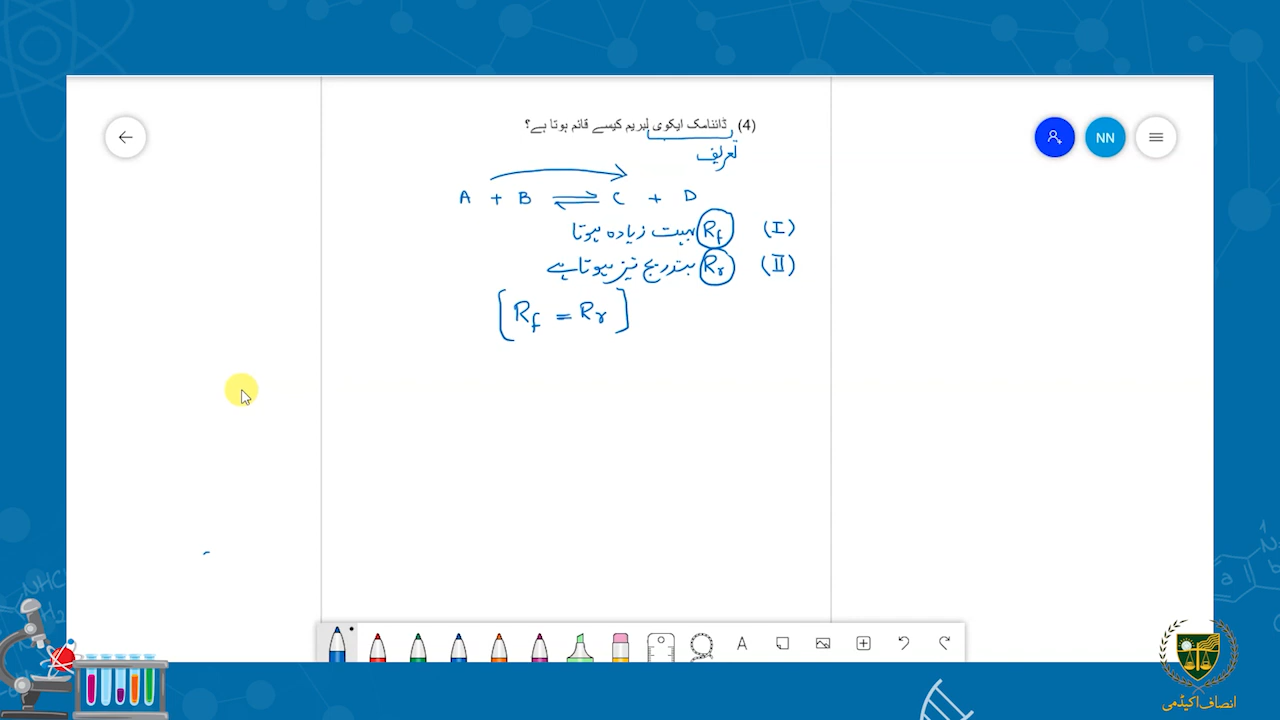 (4) ڈائنامک ایکوی لبریم کیسے قائم ہوتا ہے؟
تعریف
A + B ⇌ C + D
(I) Rf بہت زیادہ ہوتا
(II) Rr بتدریج تیز ہوتا ہے
[Rf = Rr]
NN
A
انصاف اکیڈمی